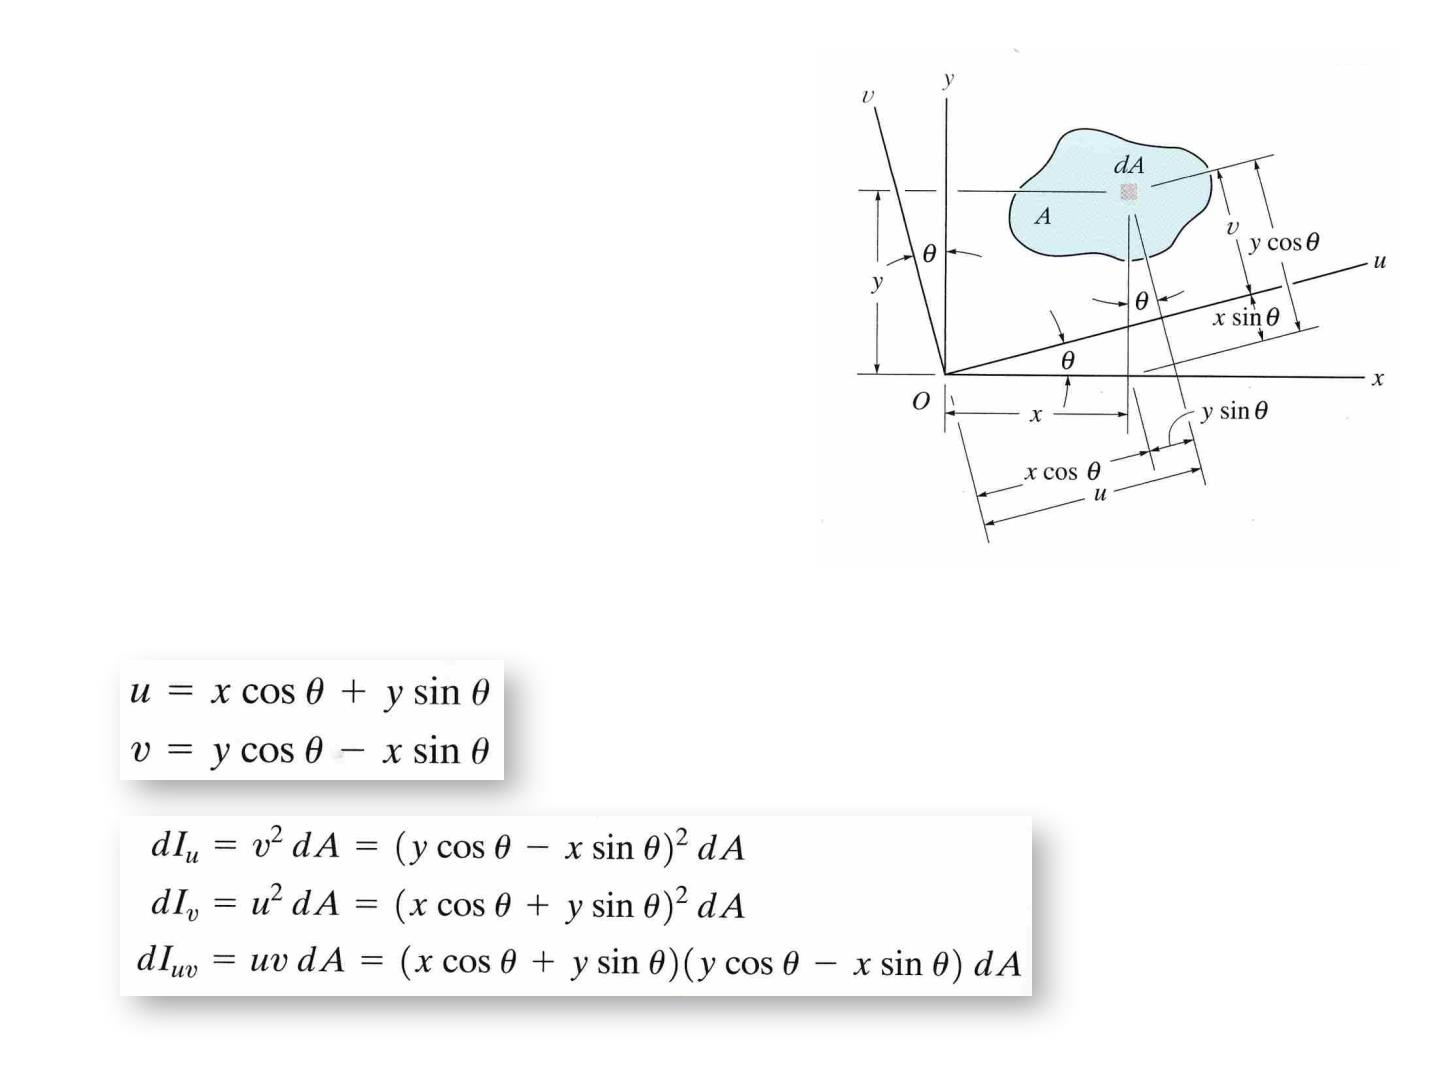 y
v
dA
A
θ
v
y cos θ
u
y
θ
x sin θ
θ
x
O
x
y sin θ
x cos θ
u
u = x cos θ + y sin θ
v = y cos θ − x sin θ
dI_u = v² dA = (y cos θ − x sin θ)² dA
dI_v = u² dA = (x cos θ + y sin θ)² dA
dI_uv = uv dA = (x cos θ + y sin θ)(y cos θ − x sin θ) dA